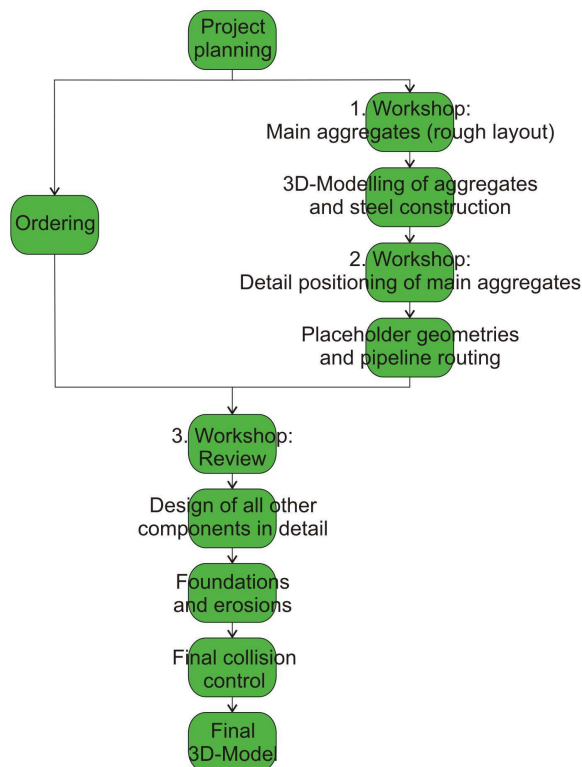 Project
planning
1. Workshop:
Main aggregates (rough layout)
3D-Modelling of aggregates
and steel construction
Ordering
2. Workshop:
Detail positioning of main aggregates
Placeholder geometries
and pipeline routing
3. Workshop:
Review
Design of all other
components in detail
Foundations
and erosions
Final collision
control
Final
3D-Model